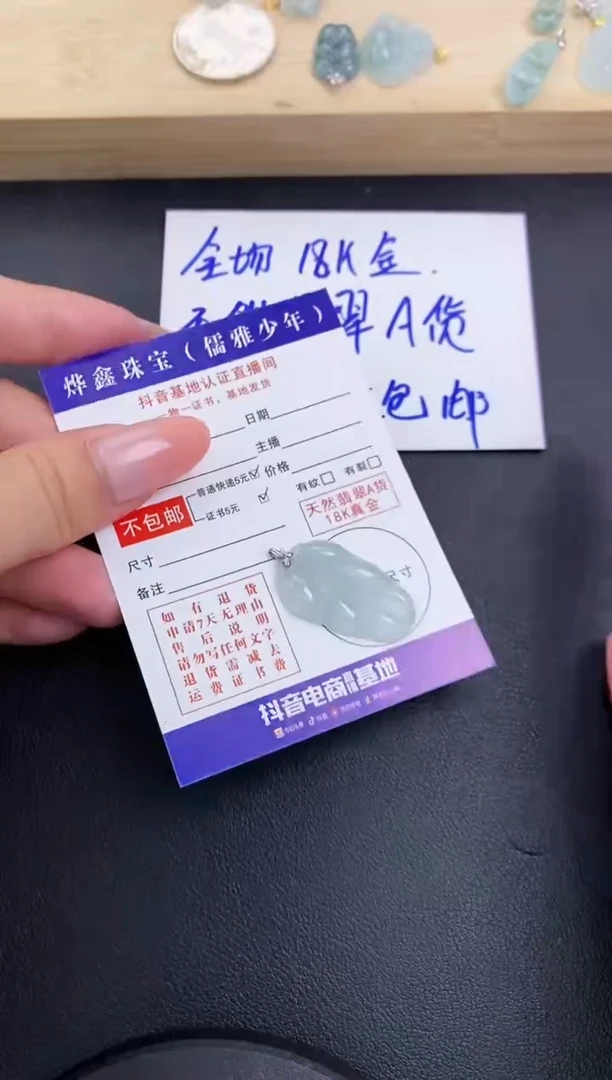 全场 18K金.
翠A货
包邮
烨鑫珠宝（儒雅少年）
抖音基地认证直播间
物一证书，基地发货
日期
主播
普通快递5元 价格
不包邮
证书5元
有纹 有裂
天然翡翠A货
18K真金
尺寸
备注
尺寸
如有退货
申请7天无理由
售后说明
请勿写任何文字
退货需减去
运费证书费
抖音电商 基地